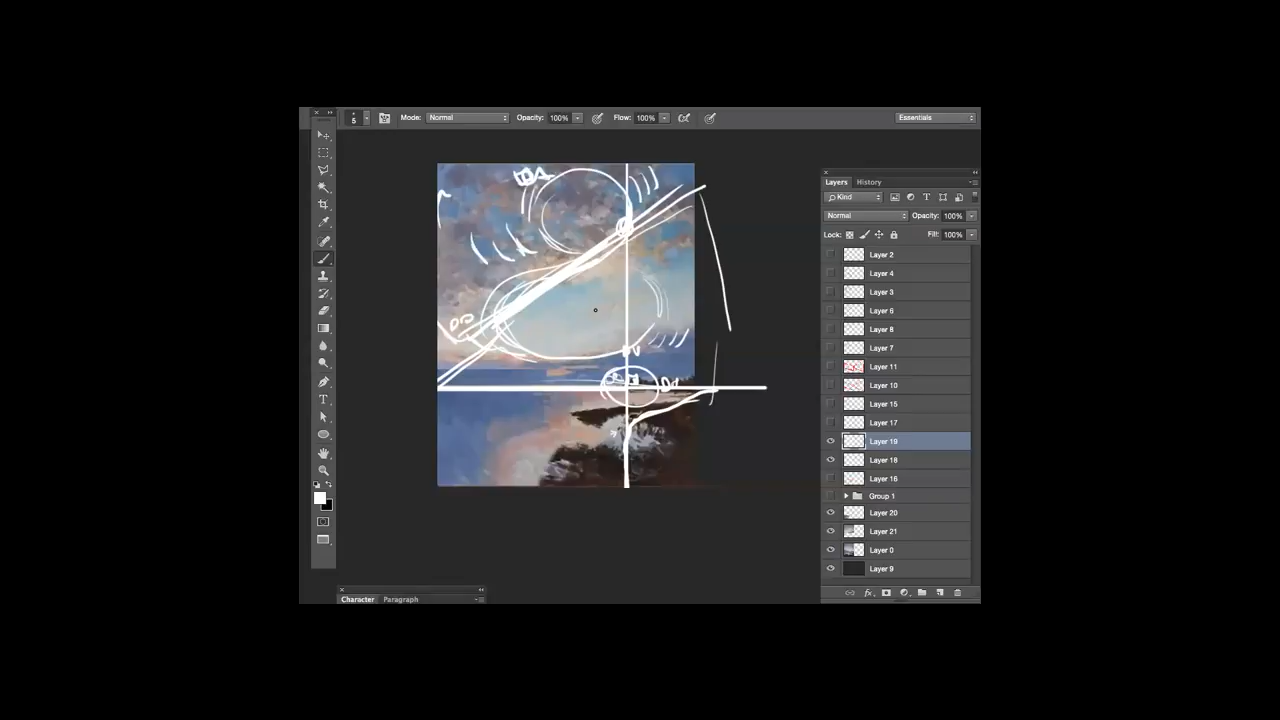 5 Mode: Normal Opacity: 100% Flow: 100% Essentials
Layers History
Kind
Normal Opacity: 100%
Lock: Fill: 100%
Layer 2
Layer 4
Layer 3
Layer 6
Layer 8
Layer 7
Layer 11
Layer 10
Layer 15
Layer 17
Layer 19
Layer 18
Layer 16
Group 1
Layer 20
Layer 21
Layer 0
Layer 9
fx
Character Paragraph